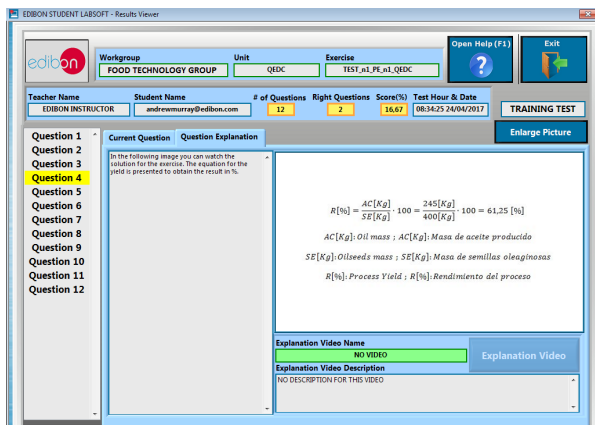 EDIBON STUDENT LABSOFT - Results Viewer
edibon
Workgroup
FOOD TECHNOLOGY GROUP
Unit
QEDC
Exercise
TEST_n1_PE_n1_QEDC
Open Help (F1)
?
Exit
Teacher Name
EDIBON INSTRUCTOR
Student Name
andrewmurray@edibon.com
# of Questions
12
Right Questions
2
Score(%)
16,67
Test Hour & Date
08:34:25 24/04/2017
TRAINING TEST
Enlarge Picture
Question 1
Question 2
Question 3
Question 4
Question 5
Question 6
Question 7
Question 8
Question 9
Question 10
Question 11
Question 12
Current Question
Question Explanation
In the following image you can watch the
solution for the exercise. The equation for the
yield is presented to obtain the result in %.
R[%] = AC[Kg]/SE[Kg] · 100 = 245[Kg]/400[Kg] · 100 = 61,25 [%]
AC[Kg]: Oil mass ; AC[Kg]: Masa de aceite producido
SE[Kg]: Oilseeds mass ; SE[Kg]: Masa de semillas oleaginosas
R[%]: Process Yield ; R[%]: Rendimiento del proceso
Explanation Video Name
NO VIDEO
Explanation Video
Explanation Video Description
NO DESCRIPTION FOR THIS VIDEO